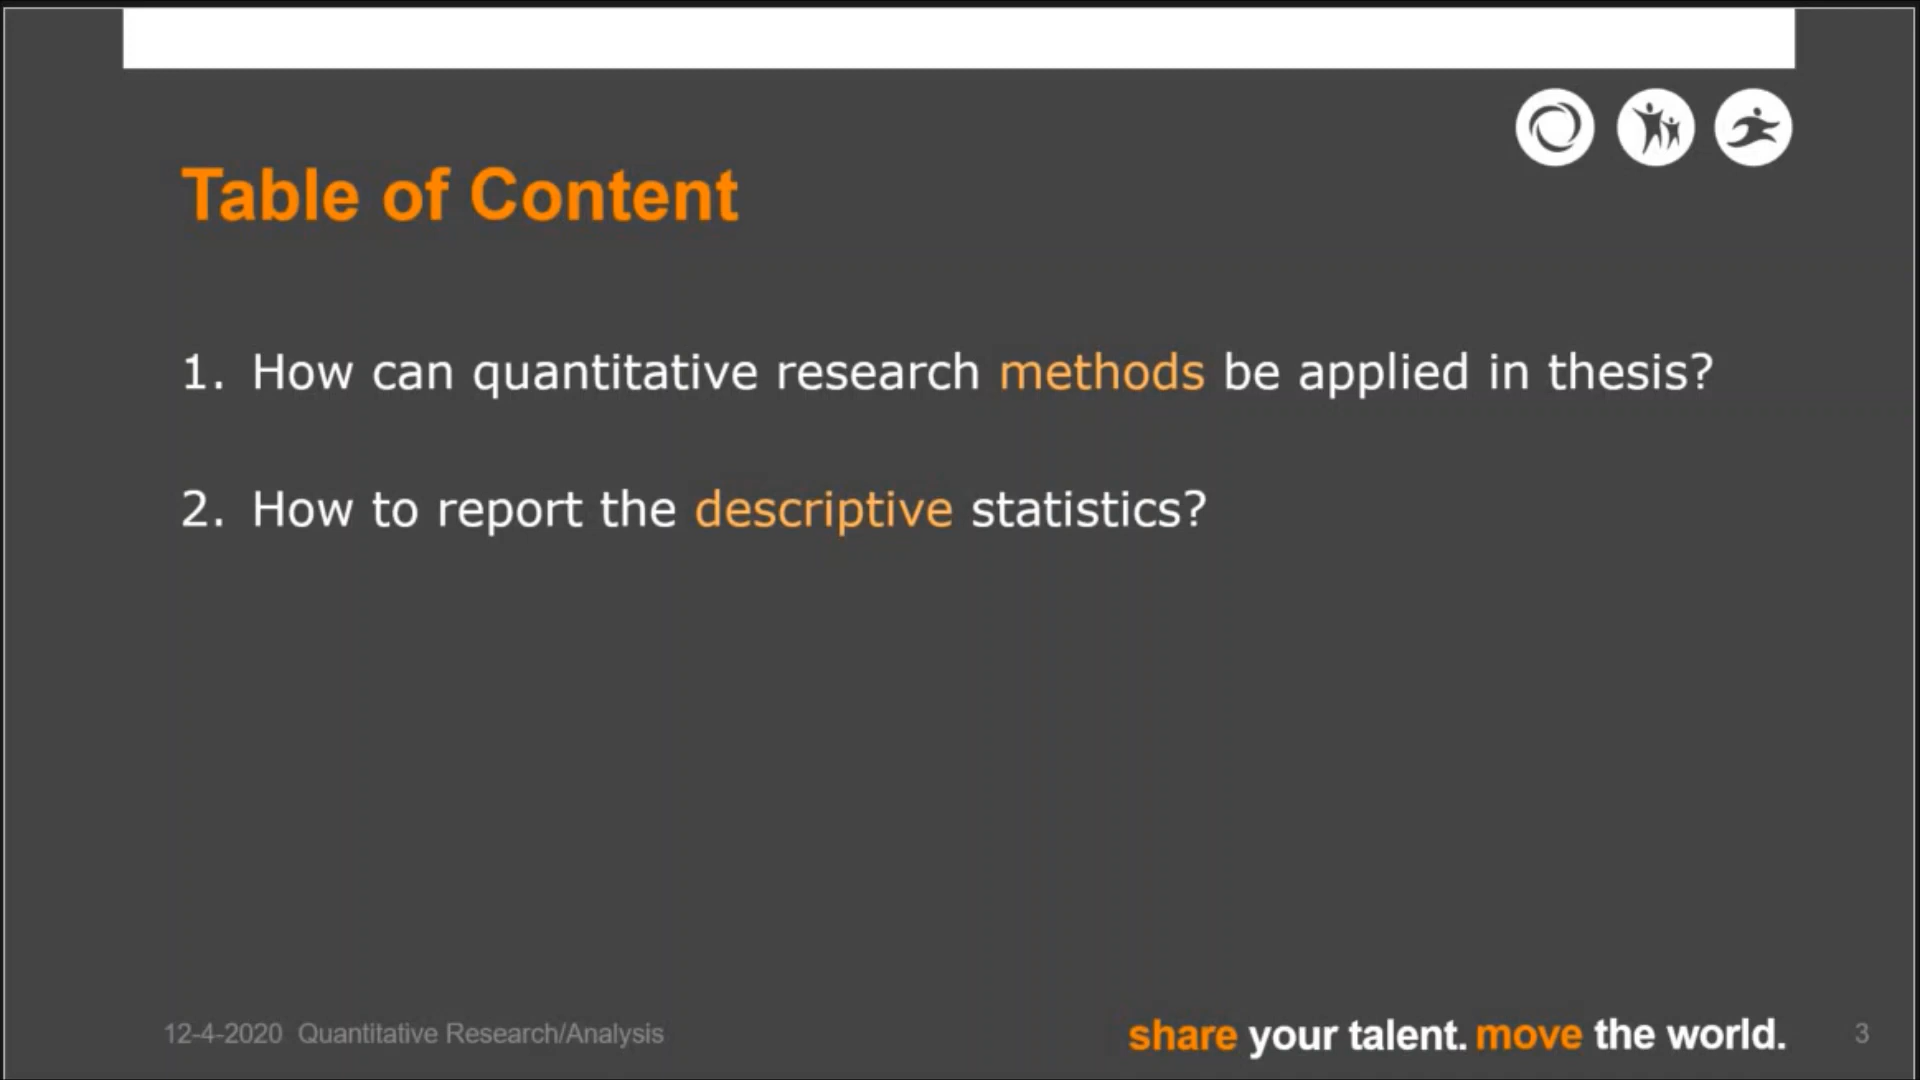 Table of Content
1. How can quantitative research methods be applied in thesis?
2. How to report the descriptive statistics?
12-4-2020 Quantitative Research/Analysis
share your talent. move the world.
3